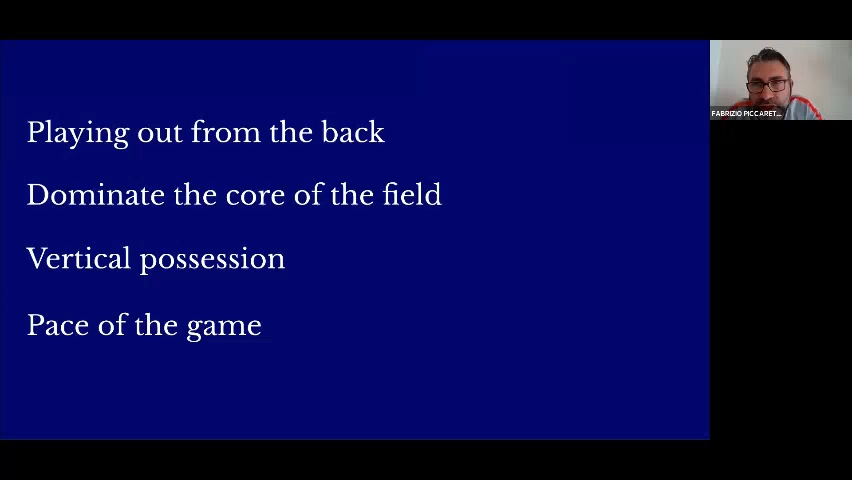 Playing out from the back
Dominate the core of the field
Vertical possession
Pace of the game
FABRIZIO PICCARET...